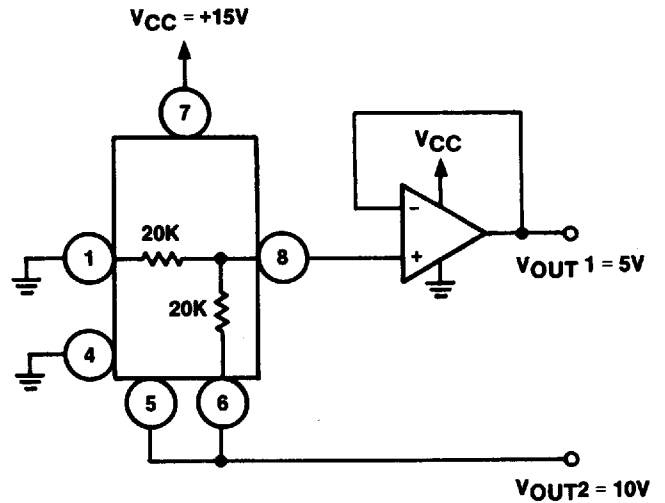 VCC = +15V
7
VCC
20K
1
8
−
+
VOUT 1 = 5V
20K
4
5
6
VOUT2 = 10V